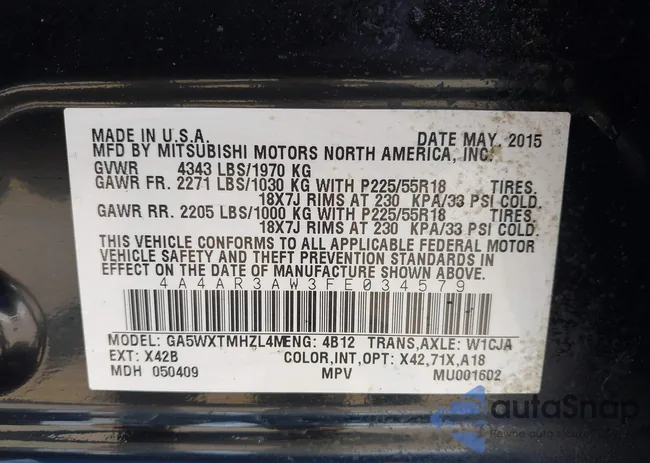 MADE IN U.S.A. DATE MAY. 2015
MFD BY MITSUBISHI MOTORS NORTH AMERICA, INC.
GVWR 4343 LBS/1970 KG
GAWR FR. 2271 LBS/1030 KG WITH P225/55R18 TIRES.
18X7J RIMS AT 230 KPA/33 PSI COLD.
GAWR RR. 2205 LBS/1000 KG WITH P225/55R18 TIRES.
18X7J RIMS AT 230 KPA/33 PSI COLD.
THIS VEHICLE CONFORMS TO ALL APPLICABLE FEDERAL MOTOR
VEHICLE SAFETY AND THEFT PREVENTION STANDARDS IN
EFFECT ON THE DATE OF MANUFACTURE SHOWN ABOVE.
4A4AR3AW3FE034579
MODEL: GA5WXTMHZL4MENG: 4B12 TRANS,AXLE: W1CJA
EXT: X42B COLOR,INT,OPT: X42,71X,A18
MDH 050409 MPV MU001602
autoSnap